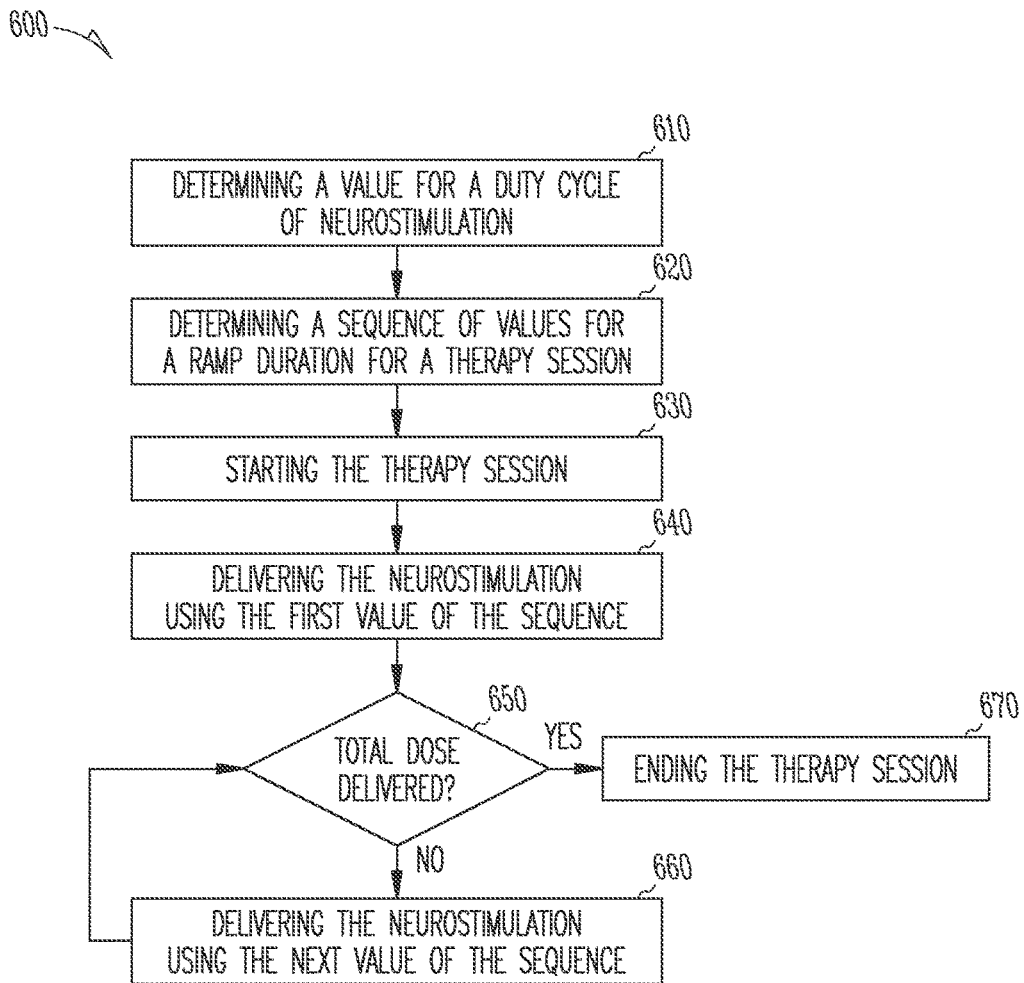 600
610
DETERMINING A VALUE FOR A DUTY CYCLE
OF NEUROSTIMULATION
620
DETERMINING A SEQUENCE OF VALUES FOR
A RAMP DURATION FOR A THERAPY SESSION
630
STARTING THE THERAPY SESSION
640
DELIVERING THE NEUROSTIMULATION
USING THE FIRST VALUE OF THE SEQUENCE
650
TOTAL DOSE
DELIVERED?
YES
670
ENDING THE THERAPY SESSION
NO
660
DELIVERING THE NEUROSTIMULATION
USING THE NEXT VALUE OF THE SEQUENCE